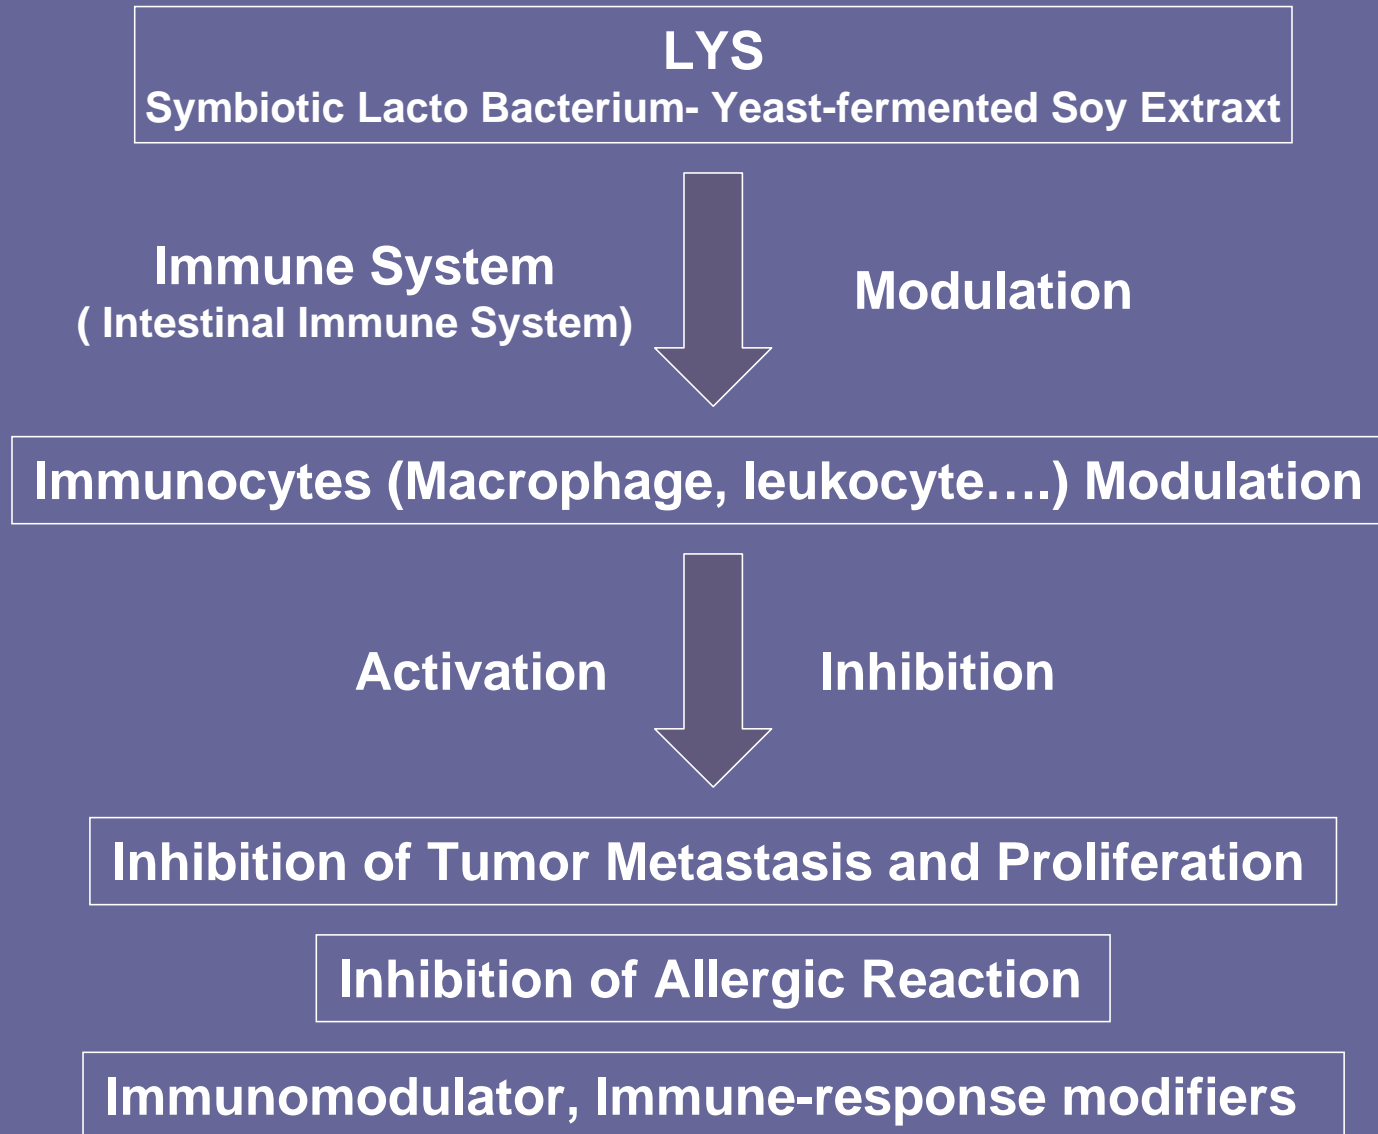 LYS
Symbiotic Lacto Bacterium- Yeast-fermented Soy Extraxt
Immune System
( Intestinal Immune System)
Modulation
Immunocytes (Macrophage, leukocyte….) Modulation
Activation
Inhibition
Inhibition of Tumor Metastasis and Proliferation
Inhibition of Allergic Reaction
Immunomodulator, Immune-response modifiers